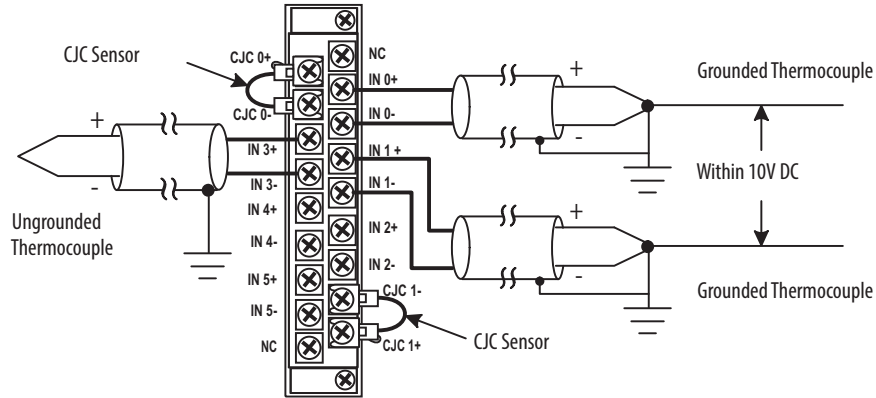 CJC Sensor
+
-
Ungrounded
Thermocouple
CJC 0+
CJC 0-
IN 3+
IN 3-
IN 4+
IN 4-
IN 5+
IN 5-
NC
NC
IN 0+
IN 0-
IN 1 +
IN 1-
IN 2+
IN 2-
CJC 1-
CJC 1+
CJC Sensor
+
-
Grounded Thermocouple
Within 10V DC
+
-
Grounded Thermocouple